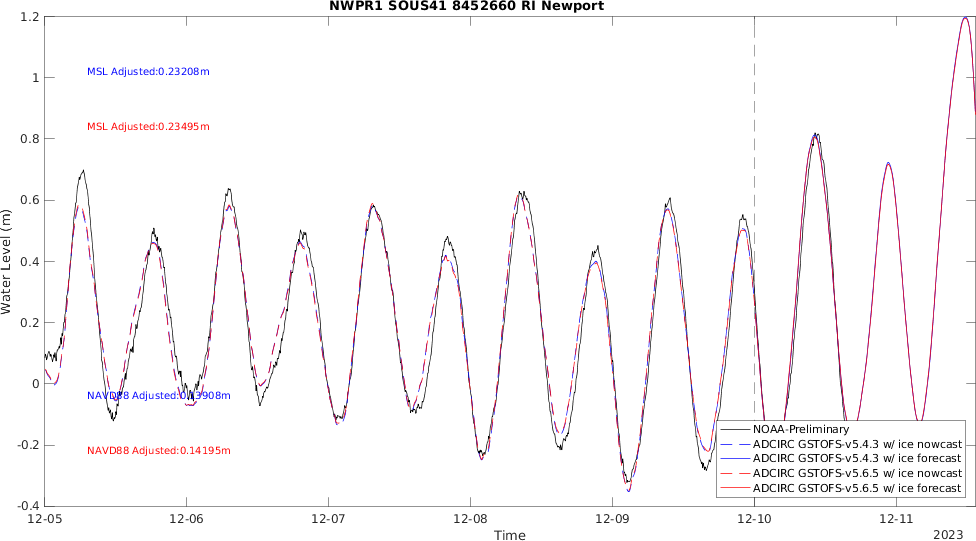 NWPR1 SOUS41 8452660 RI Newport
1.2
1
0.8
0.6
0.4
0.2
0
-0.2
-0.4
Water Level (m)
MSL Adjusted:0.23208m
MSL Adjusted:0.23495m
NAVD88 Adjusted:0.13908m
NAVD88 Adjusted:0.14195m
NOAA-Preliminary
ADCIRC GSTOFS-v5.4.3 w/ ice nowcast
ADCIRC GSTOFS-v5.4.3 w/ ice forecast
ADCIRC GSTOFS-v5.6.5 w/ ice nowcast
ADCIRC GSTOFS-v5.6.5 w/ ice forecast
12-05 12-06 12-07 12-08 12-09 12-10 12-11
Time
2023